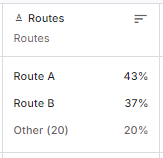 Routes
Routes
Route A 43%
Route B 37%
Other (20) 20%